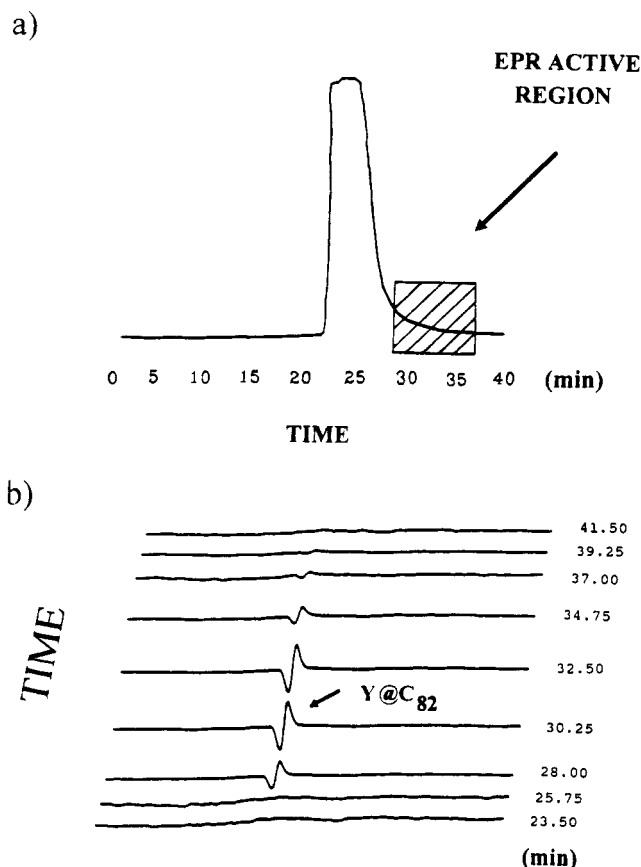 a)
EPR ACTIVE
REGION
0 5 10 15 20 25 30 35 40 (min)
TIME
b)
TIME
41.50
39.25
37.00
34.75
32.50
Y@C82
30.25
28.00
25.75
23.50
(min)